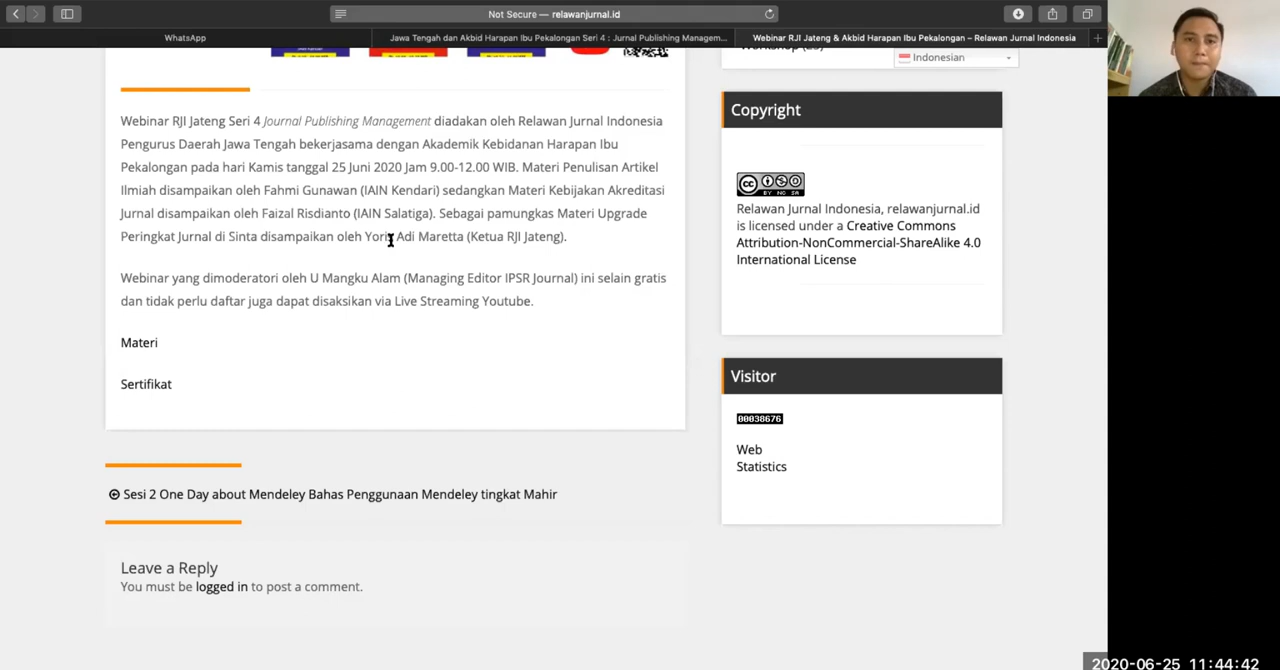 Not Secure — relawanjurnal.id
WhatsApp
Jawa Tengah dan Akbid Harapan Ibu Pekalongan Seri 4 : Jurnal Publishing Managem...
Webinar RJI Jateng & Akbid Harapan Ibu Pekalongan – Relawan Jurnal Indonesia
Indonesian
Webinar RJI Jateng Seri 4 Journal Publishing Management diadakan oleh Relawan Jurnal Indonesia
Pengurus Daerah Jawa Tengah bekerjasama dengan Akademik Kebidanan Harapan Ibu
Pekalongan pada hari Kamis tanggal 25 Juni 2020 Jam 9.00-12.00 WIB. Materi Penulisan Artikel
Ilmiah disampaikan oleh Fahmi Gunawan (IAIN Kendari) sedangkan Materi Kebijakan Akreditasi
Jurnal disampaikan oleh Faizal Risdianto (IAIN Salatiga). Sebagai pamungkas Materi Upgrade
Peringkat Jurnal di Sinta disampaikan oleh Yoris Adi Maretta (Ketua RJI Jateng).
Webinar yang dimoderatori oleh U Mangku Alam (Managing Editor IPSR Journal) ini selain gratis
dan tidak perlu daftar juga dapat disaksikan via Live Streaming Youtube.
Materi
Sertifikat
Sesi 2 One Day about Mendeley Bahas Penggunaan Mendeley tingkat Mahir
Leave a Reply
You must be logged in to post a comment.
Copyright
CC BY NC SA
Relawan Jurnal Indonesia, relawanjurnal.id
is licensed under a Creative Commons
Attribution-NonCommercial-ShareAlike 4.0
International License
Visitor
00038676
Web
Statistics
2020-06-25 11:44:42